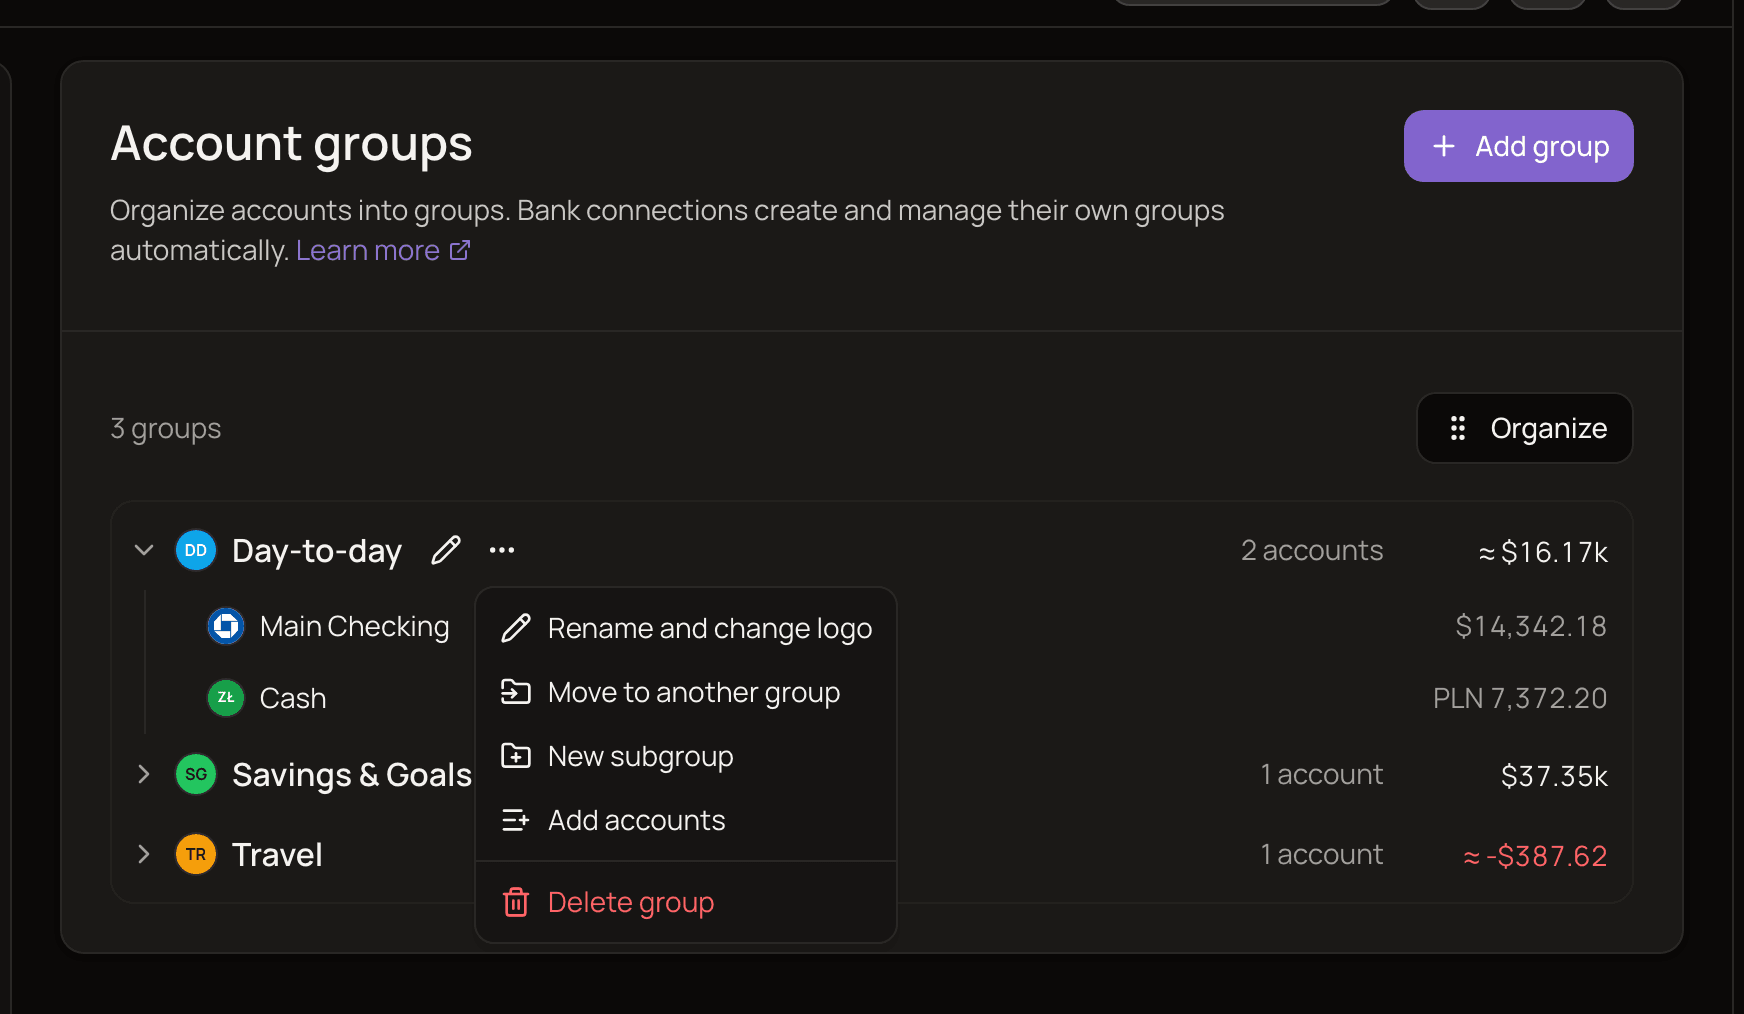 Account groups
Add group
Organize accounts into groups. Bank connections create and manage their own groups
automatically. Learn more
3 groups
Organize
DD Day-to-day 2 accounts ≈ $16.17k
Main Checking $14,342.18
ZŁ Cash PLN 7,372.20
SG Savings & Goals 1 account $37.35k
TR Travel 1 account ≈ -$387.62
Rename and change logo
Move to another group
New subgroup
Add accounts
Delete group